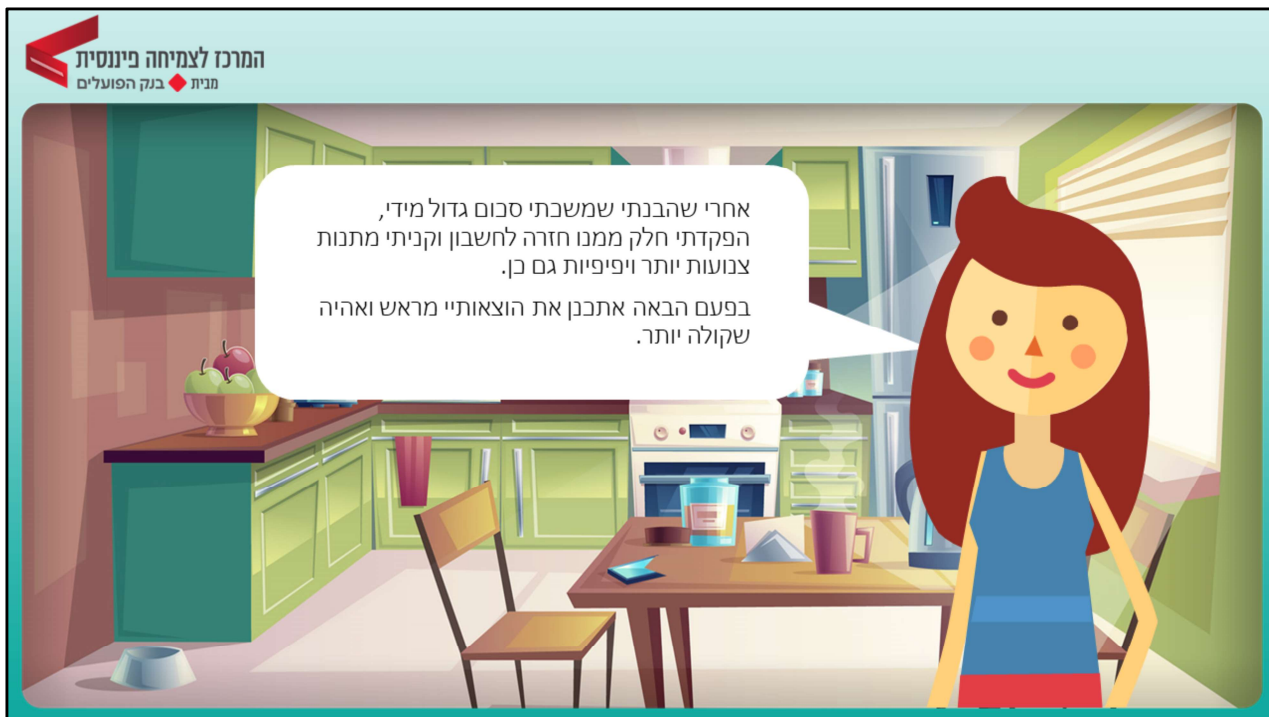 המרכז לצמיחה פיננסית
מבית בנק הפועלים
אחרי שהבנתי שמשכתי סכום גדול מידי,
הפקדתי חלק ממנו חזרה לחשבון וקניתי מתנות
צנועות יותר ויפיפיות גם כן.
בפעם הבאה אתכנן את הוצאותיי מראש ואהיה
שקולה יותר.